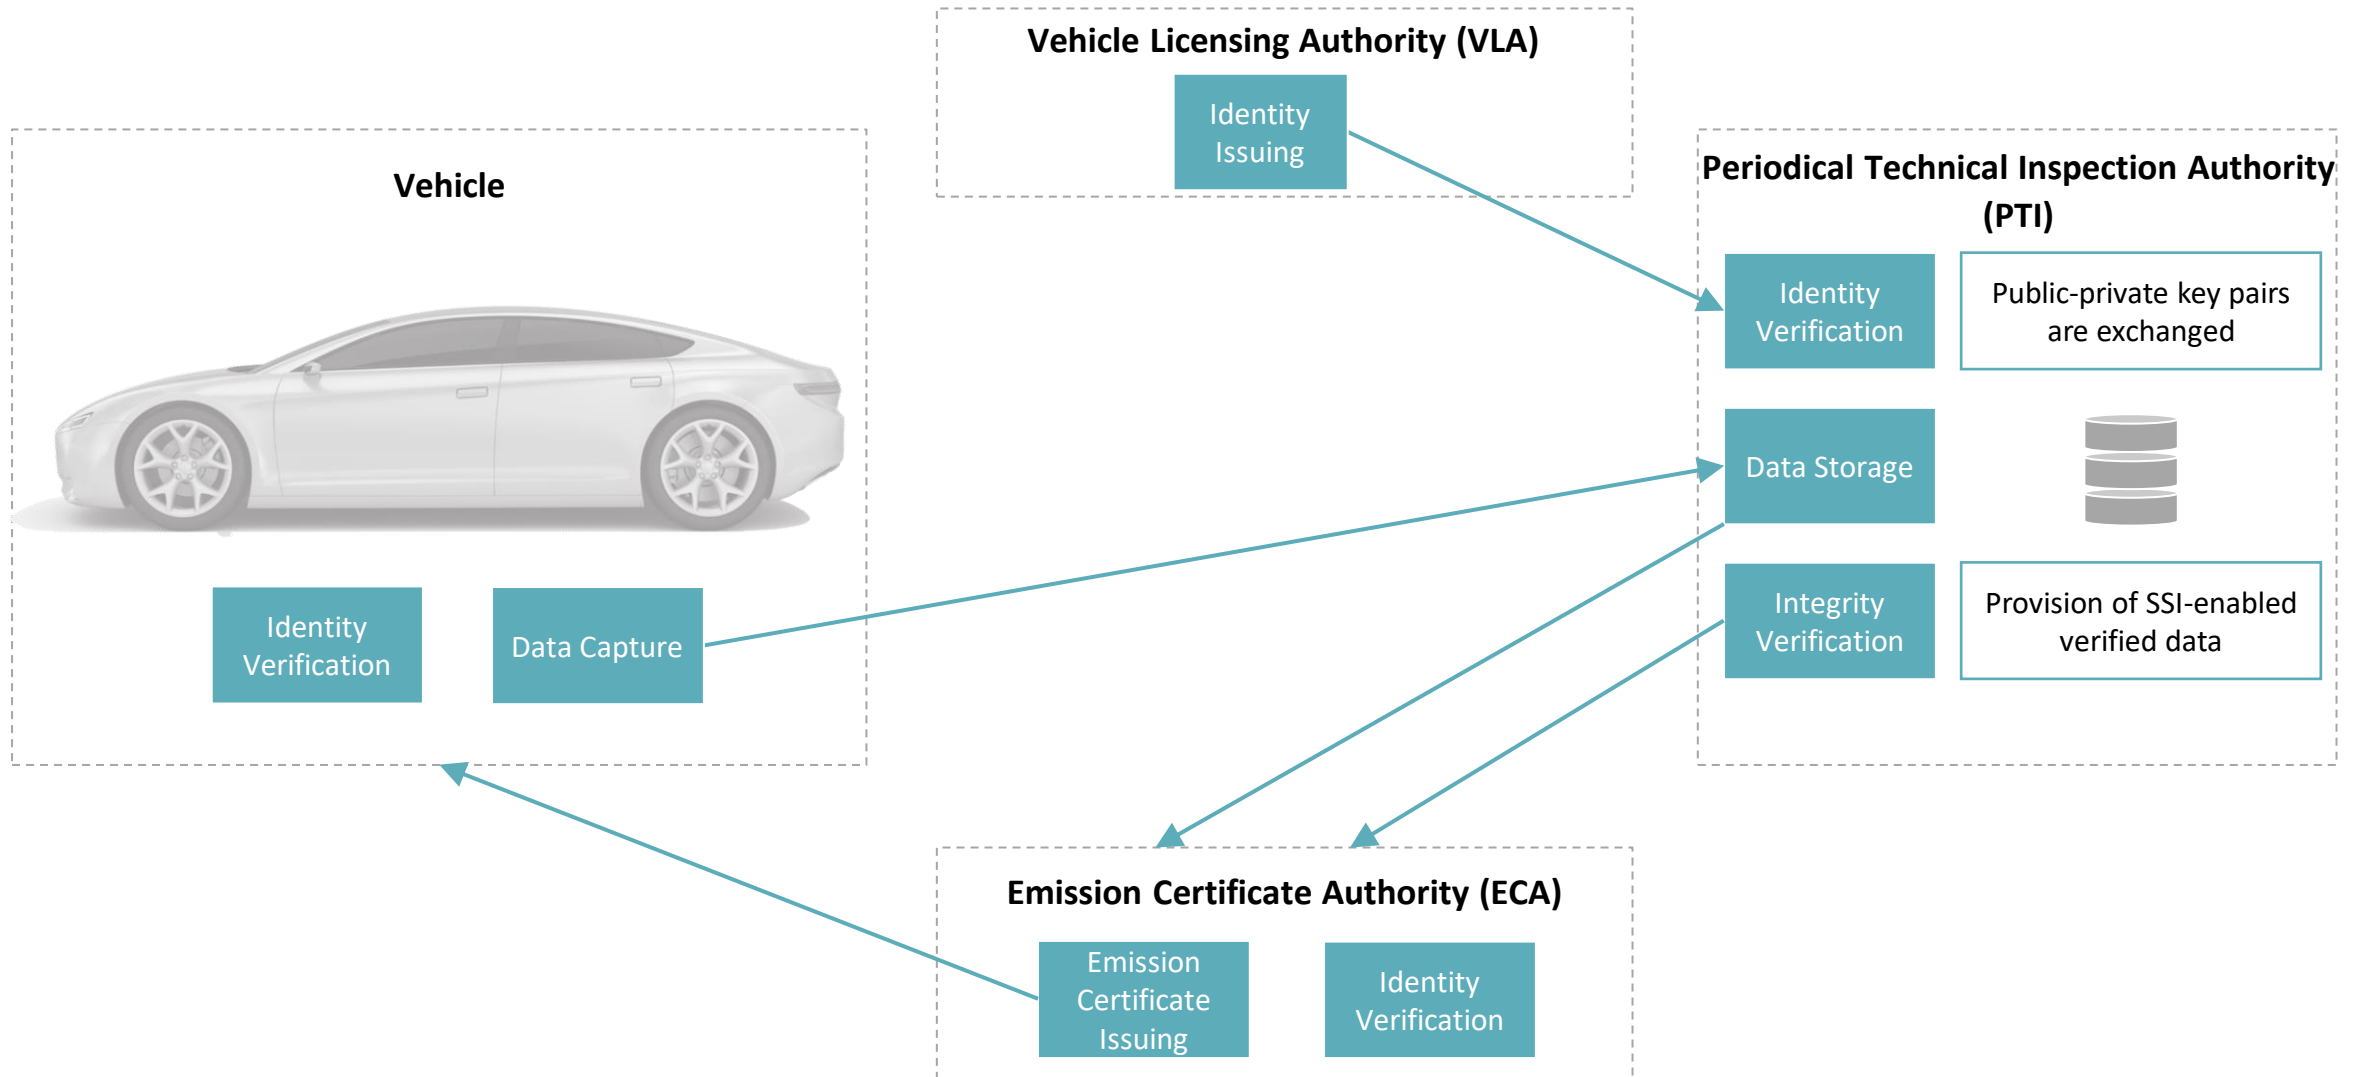 Vehicle Licensing Authority (VLA)
Identity
Issuing
Vehicle
Identity
Verification
Data Capture
Periodical Technical Inspection Authority
(PTI)
Identity
Verification
Public-private key pairs
are exchanged
Data Storage
Integrity
Verification
Provision of SSI-enabled
verified data
Emission Certificate Authority (ECA)
Emission
Certificate
Issuing
Identity
Verification